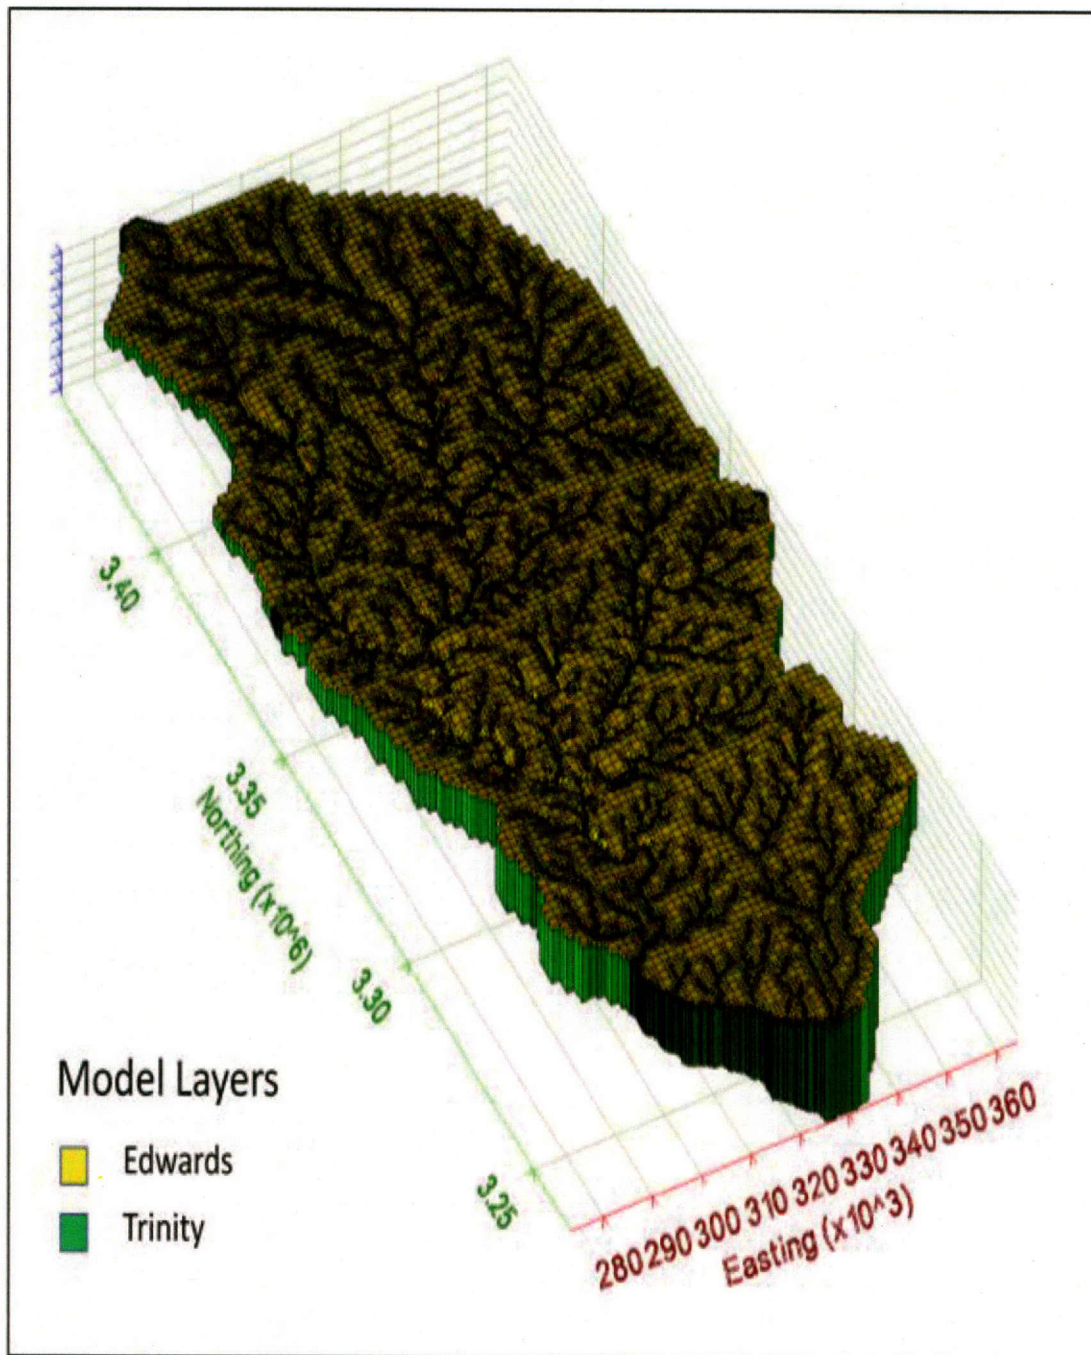 3.40
3.35
Northing (x10^6)
3.30
3.25
280 290 300 310 320 330 340 350 360
Easting (x10^3)
Model Layers
Edwards
Trinity